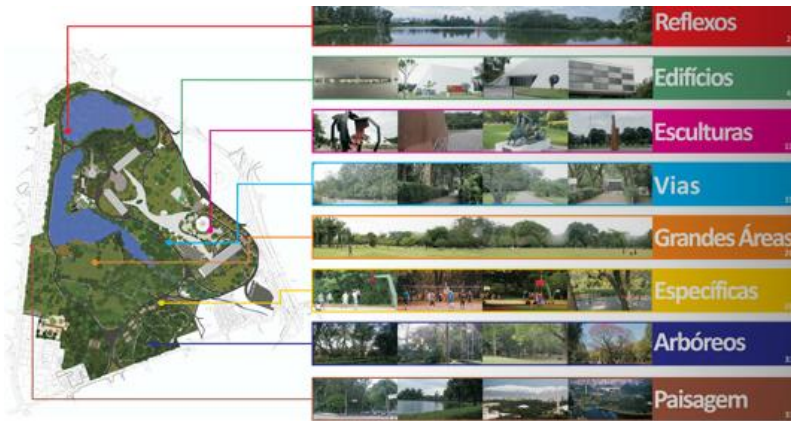 Reflexos
Edifícios
Esculturas
Vias
Grandes Áreas
Específicas
Arbóreos
Paisagem